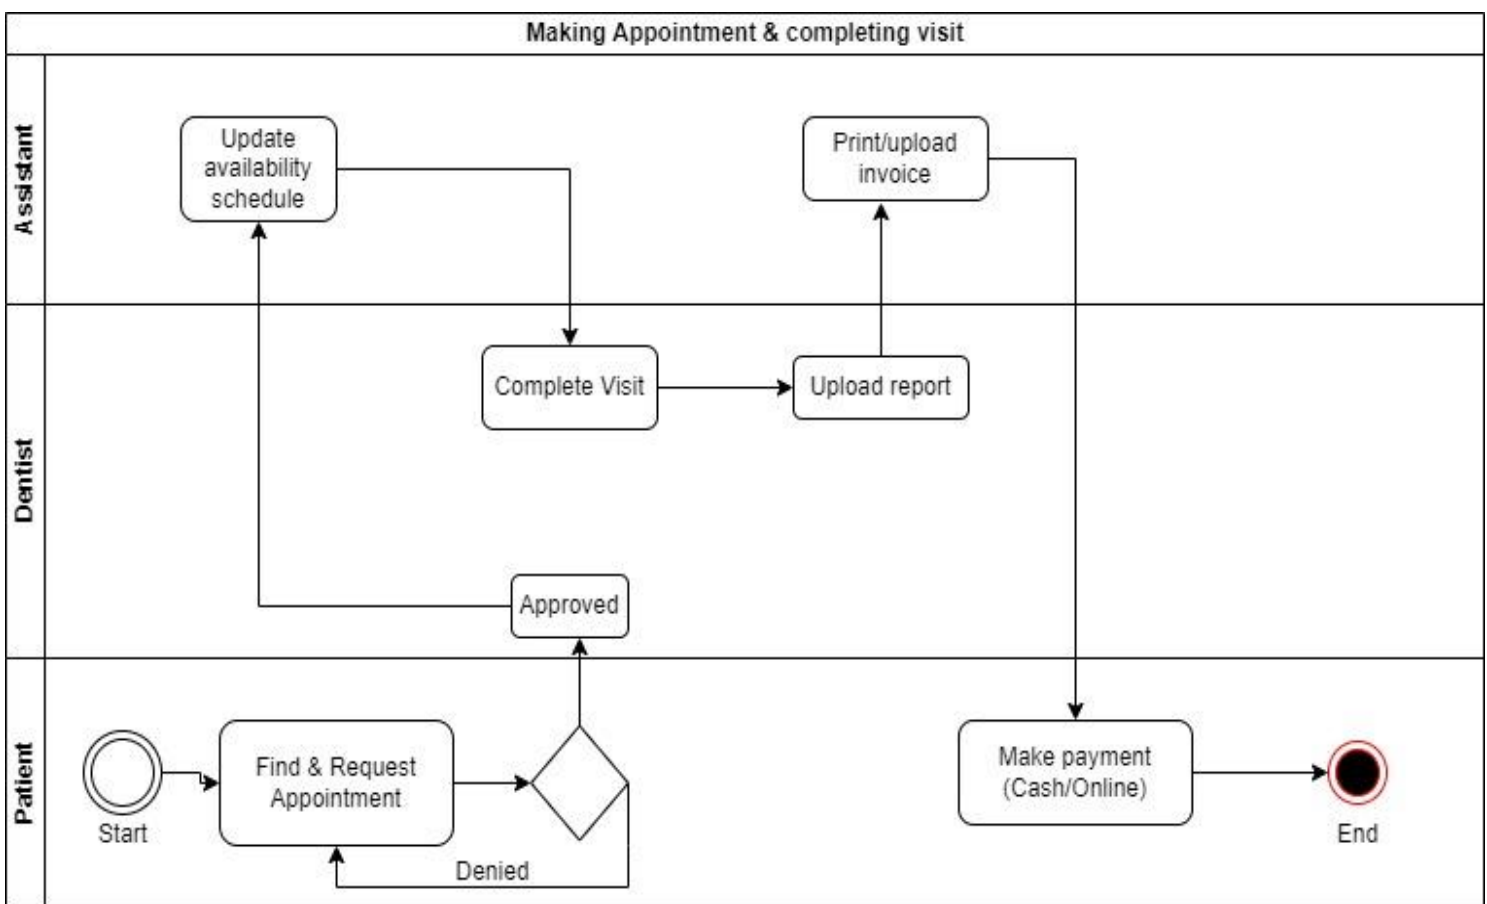 Making Appointment & completing visit
Assistant
Update
availability
schedule
Print/upload
invoice
Dentist
Complete Visit
Upload report
Approved
Patient
Start
Find & Request
Appointment
Denied
Make payment
(Cash/Online)
End